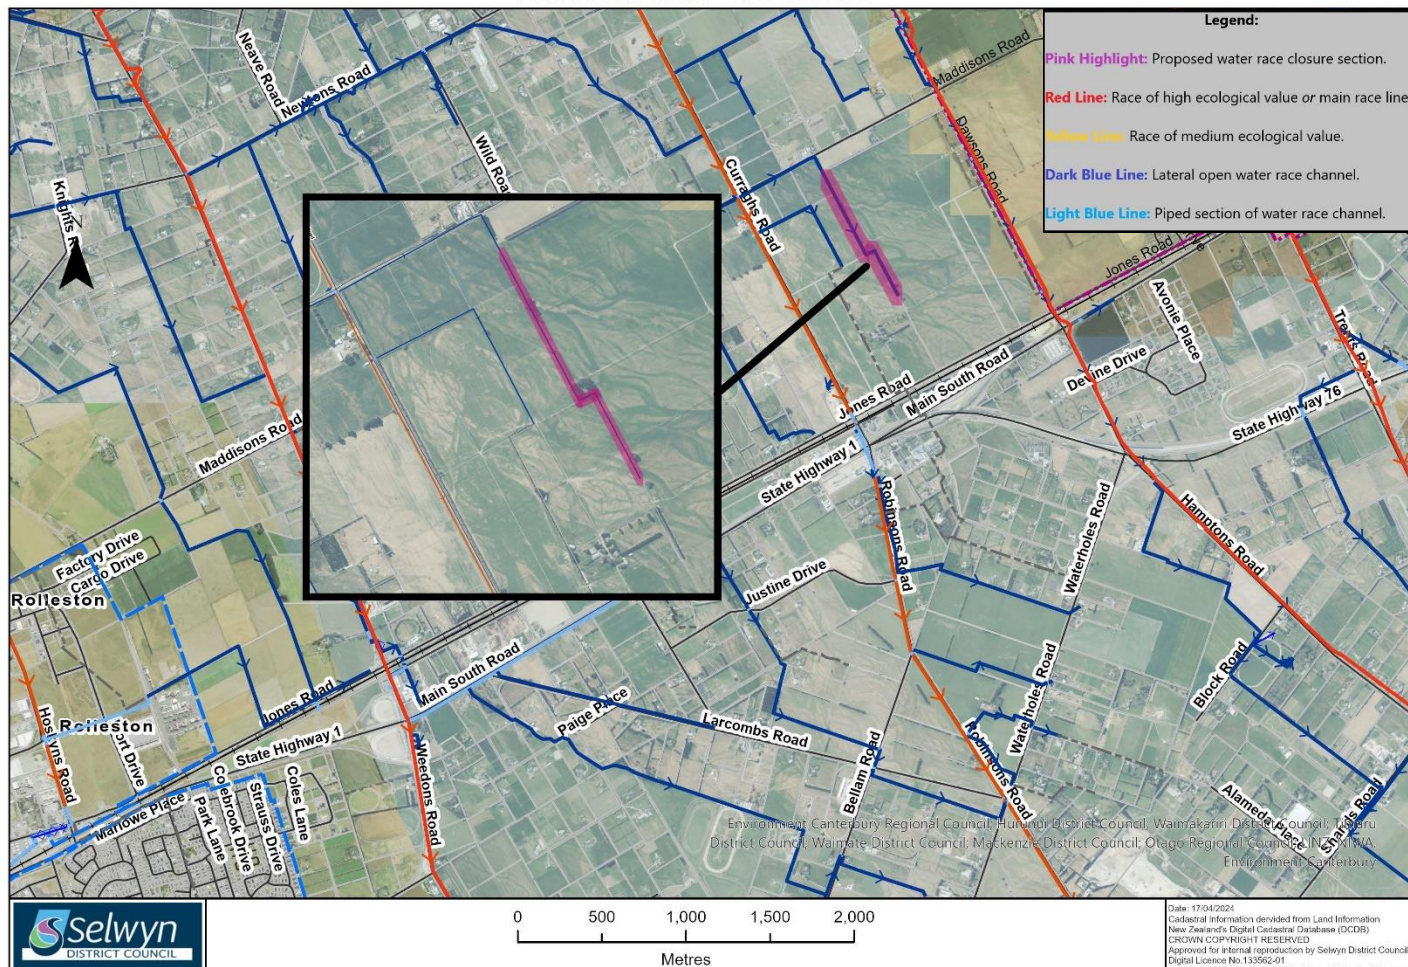 Legend:
Pink Highlight: Proposed water race closure section.
Red Line: Race of high ecological value or main race line
Yellow Line: Race of medium ecological value.
Dark Blue Line: Lateral open water race channel.
Light Blue Line: Piped section of water race channel.
Neave Road
Newtons Road
Wild Road
Knights R
Curraghs Road
Maddisons Road
Dawsons Road
Jones Road
Avonie Place
Trents Road
Devine Drive
Jones Road
Main South Road
State Highway 76
State Highway 1
Maddisons Road
Robinsons Road
Waterholes Road
Hamptons Road
Factory Drive
Cargo Drive
Rolleston
Justine Drive
Block Road
Main South Road
Jones Road
Paige Place
Larcombs Road
Waterholes Road
Robinsons Road
Hoskyns Road
Rolleston
ort Drive
State Highway 1
Weedons Road
Bellam Road
Marlowe Place
Colebrook Drive
Park Lane
Strauss Drive
Coles Lane
Alameda Place
Shands Road
Environment Canterbury Regional Council; Hurunui District Council; Waimakariri District Council; Timaru
District Council; Waimate District Council; Mackenzie District Council; Otago Regional Council; LINZ; NIWA.
Environment Canterbury
Selwyn
DISTRICT COUNCIL
0 500 1,000 1,500 2,000
Metres
Date: 17/04/2024
Cadastral Information dervided from Land Information
New Zealand's Digital Cadastral Database (DCDB)
CROWN COPYRIGHT RESERVED
Approved for internal reproduction by Selwyn District Council
Digital Licence No.133562-01